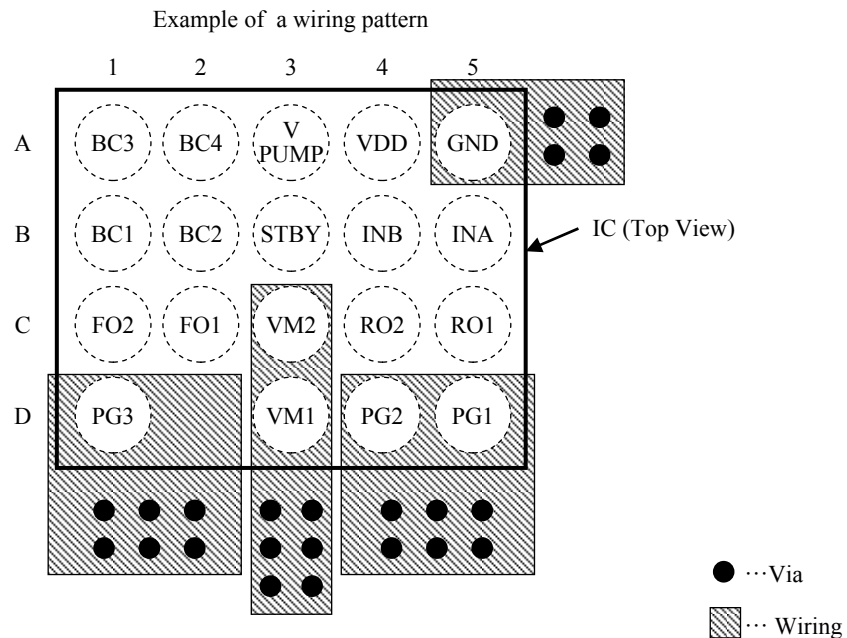 Example of a wiring pattern
1 2 3 4 5
A BC3 BC4 V PUMP VDD GND
B BC1 BC2 STBY INB INA
IC (Top View)
C FO2 FO1 VM2 RO2 RO1
D PG3 VM1 PG2 PG1
⋯Via
⋯ Wiring